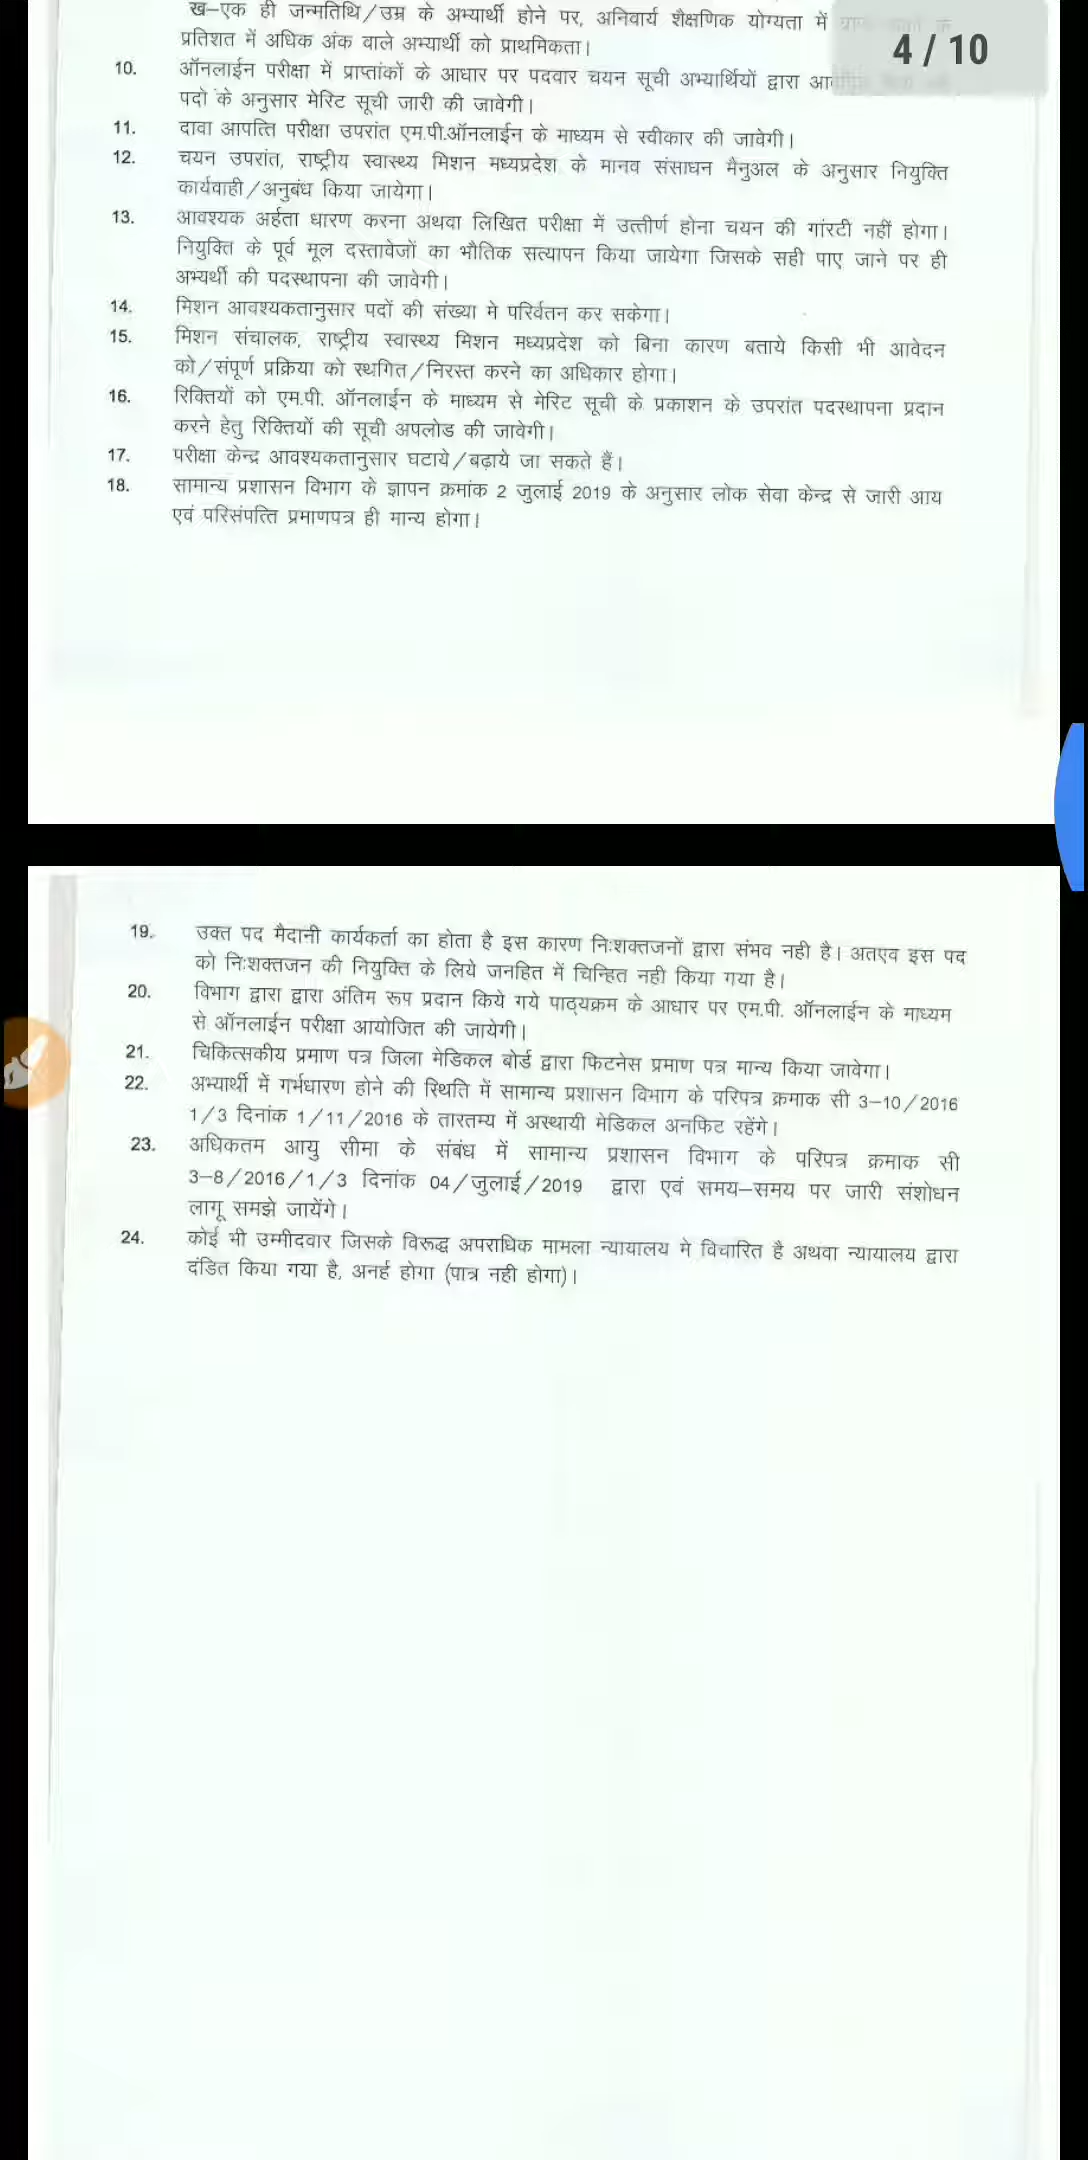 ख–एक ही जन्मतिथि/उम्र के अभ्यार्थी होने पर, अनिवार्य शैक्षणिक योग्यता में
4 / 10
प्रतिशत में अधिक अंक वाले अभ्यार्थी को प्राथमिकता।
10. ऑनलाईन परीक्षा में प्राप्तांकों के आधार पर पदवार चयन सूची अभ्यार्थियों द्वारा
पदो के अनुसार मेरिट सूची जारी की जावेगी।
11. दावा आपत्ति परीक्षा उपरांत एम.पी.ऑनलाईन के माध्यम से स्वीकार की जावेगी।
12. चयन उपरांत, राष्ट्रीय स्वास्थ्य मिशन मध्यप्रदेश के मानव संसाधन मैनुअल के अनुसार नियुक्ति
कार्यवाही/अनुबंध किया जायेगा।
13. आवश्यक अर्हता धारण करना अथवा लिखित परीक्षा में उत्तीर्ण होना चयन की गांरटी नहीं होगा।
नियुक्ति के पूर्व मूल दस्तावेजों का भौतिक सत्यापन किया जायेगा जिसके सही पाए जाने पर ही
अभ्यर्थी की पदस्थापना की जावेगी।
14. मिशन आवश्यकतानुसार पदों की संख्या मे परिर्वतन कर सकेगा।
15. मिशन संचालक, राष्ट्रीय स्वास्थ्य मिशन मध्यप्रदेश को बिना कारण बताये किसी भी आवेदन
को/संपूर्ण प्रक्रिया को स्थगित/निरस्त करने का अधिकार होगा।
16. रिक्तियों को एम.पी. ऑनलाईन के माध्यम से मेरिट सूची के प्रकाशन के उपरांत पदस्थापना प्रदान
करने हेतु रिक्तियों की सूची अपलोड की जावेगी।
17. परीक्षा केन्द्र आवश्यकतानुसार घटाये/बढ़ाये जा सकते हैं।
18. सामान्य प्रशासन विभाग के ज्ञापन क्रमांक 2 जुलाई 2019 के अनुसार लोक सेवा केन्द्र से जारी आय
एवं परिसंपत्ति प्रमाणपत्र ही मान्य होगा।
19. उक्त पद मैदानी कार्यकर्ता का होता है इस कारण निःशक्तजनों द्वारा संभव नही है। अतएव इस पद
को निःशक्तजन की नियुक्ति के लिये जनहित में चिन्हित नही किया गया है।
20. विभाग द्वारा द्वारा अंतिम रूप प्रदान किये गये पाठ्यक्रम के आधार पर एम.पी. ऑनलाईन के माध्यम
से ऑनलाईन परीक्षा आयोजित की जायेगी।
21. चिकित्सकीय प्रमाण पत्र जिला मेडिकल बोर्ड द्वारा फिटनेस प्रमाण पत्र मान्य किया जावेगा।
22. अभ्यार्थी में गर्भधारण होने की स्थिति में सामान्य प्रशासन विभाग के परिपत्र क्रमाक सी 3–10/2016
1/3 दिनांक 1/11/2016 के तारतम्य में अस्थायी मेडिकल अनफिट रहेंगे।
23. अधिकतम आयु सीमा के संबंध में सामान्य प्रशासन विभाग के परिपत्र क्रमाक सी
3–8/2016/1/3 दिनांक 04/जुलाई/2019 द्वारा एवं समय–समय पर जारी संशोधन
लागू समझे जायेंगे।
24. कोई भी उम्मीदवार जिसके विरूद्ध अपराधिक मामला न्यायालय मे विचारित है अथवा न्यायालय द्वारा
दंडित किया गया है, अनर्ह होगा (पात्र नही होगा)।